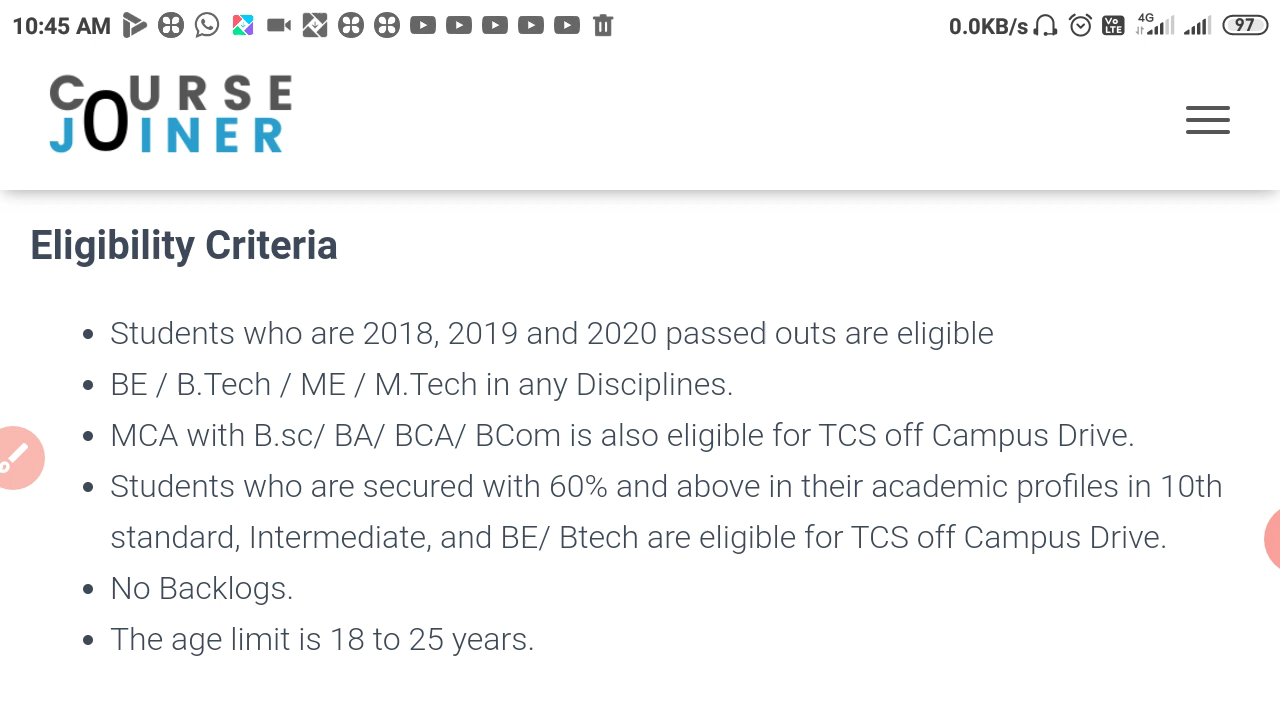 10:45 AM 0.0KB/s Vo LTE 4G 97
COURSE
JOINER
Eligibility Criteria
• Students who are 2018, 2019 and 2020 passed outs are eligible
• BE / B.Tech / ME / M.Tech in any Disciplines.
• MCA with B.sc/ BA/ BCA/ BCom is also eligible for TCS off Campus Drive.
• Students who are secured with 60% and above in their academic profiles in 10th
standard, Intermediate, and BE/ Btech are eligible for TCS off Campus Drive.
• No Backlogs.
• The age limit is 18 to 25 years.